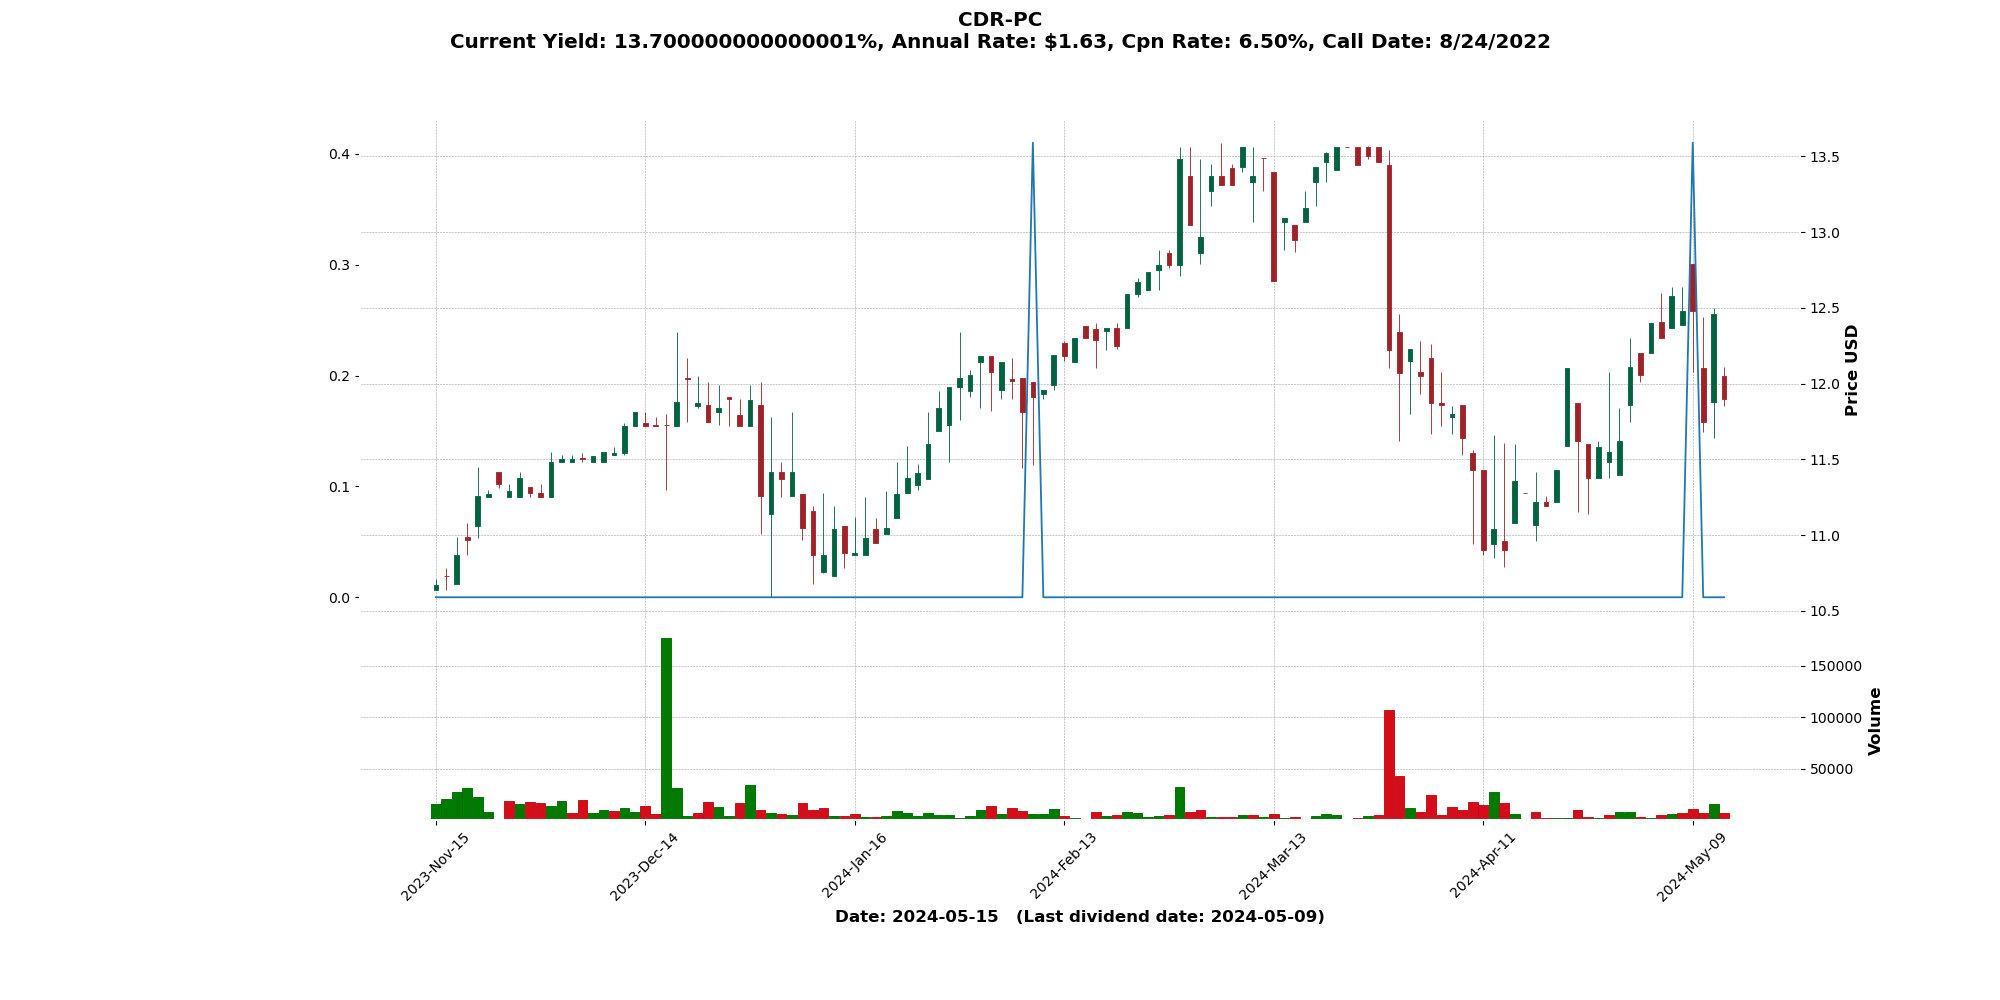 CDR-PC
Current Yield: 13.700000000000001%, Annual Rate: $1.63, Cpn Rate: 6.50%, Call Date: 8/24/2022
0.4
0.3
0.2
0.1
0.0
13.5
13.0
12.5
12.0
11.5
11.0
10.5
Price USD
150000
100000
50000
Volume
2023-Nov-15
2023-Dec-14
2024-Jan-16
2024-Feb-13
2024-Mar-13
2024-Apr-11
2024-May-09
Date: 2024-05-15 (Last dividend date: 2024-05-09)